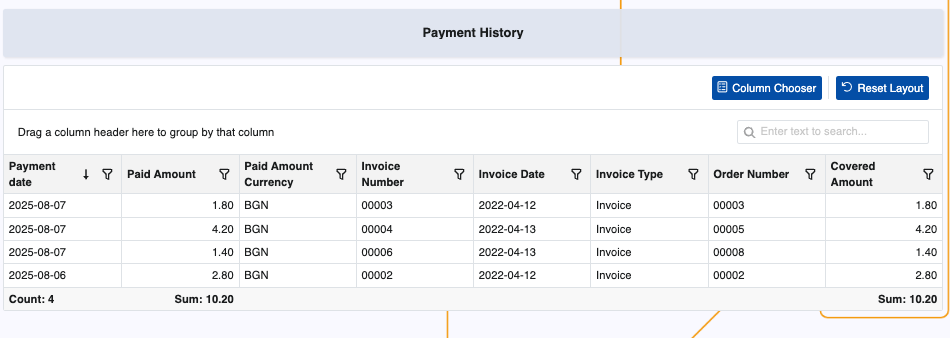 Payment History
Column Chooser Reset Layout
Drag a column header here to group by that column Enter text to search...
Payment date Paid Amount Paid Amount Currency Invoice Number Invoice Date Invoice Type Order Number Covered Amount
2025-08-07 1.80 BGN 00003 2022-04-12 Invoice 00003 1.80
2025-08-07 4.20 BGN 00004 2022-04-13 Invoice 00005 4.20
2025-08-07 1.40 BGN 00006 2022-04-13 Invoice 00008 1.40
2025-08-06 2.80 BGN 00002 2022-04-12 Invoice 00002 2.80
Count: 4 Sum: 10.20 Sum: 10.20